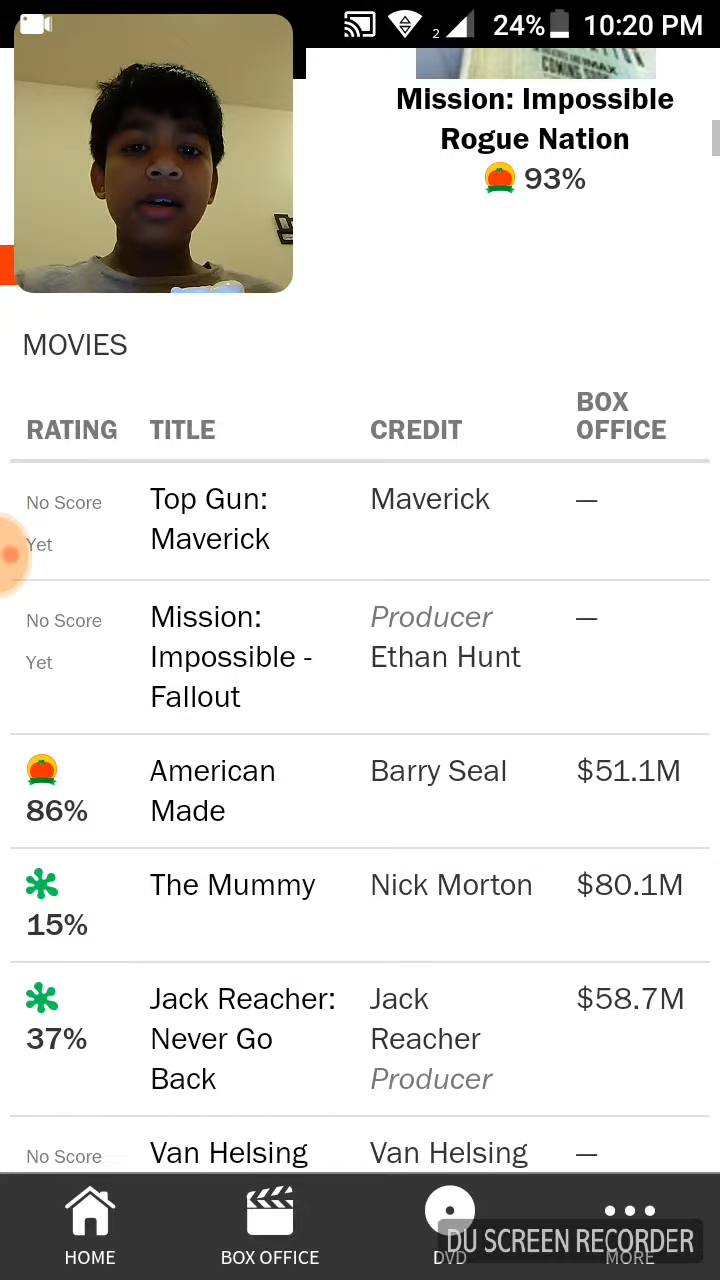 2 24% 10:20 PM
COMING
Mission: Impossible
Rogue Nation
93%
MOVIES
RATING TITLE CREDIT BOX OFFICE
No Score Yet Top Gun: Maverick Maverick —
No Score Yet Mission: Impossible - Fallout Producer Ethan Hunt —
86% American Made Barry Seal $51.1M
15% The Mummy Nick Morton $80.1M
37% Jack Reacher: Never Go Back Jack Reacher Producer $58.7M
No Score Van Helsing Van Helsing —
HOME BOX OFFICE DVD MORE
DU SCREEN RECORDER